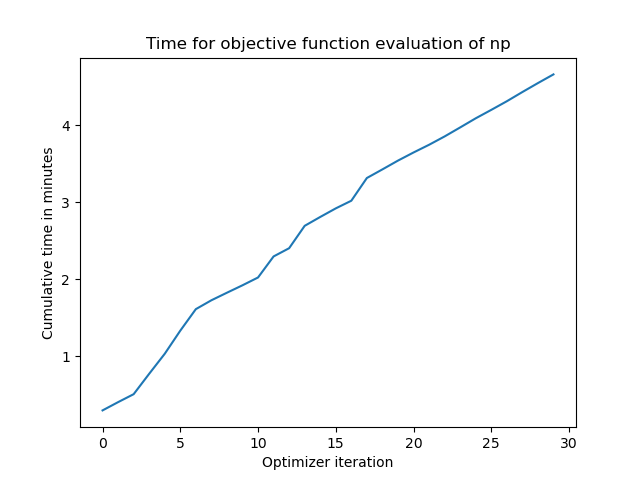 Time for objective function evaluation of np
Cumulative time in minutes
4
3
2
1
0 5 10 15 20 25 30
Optimizer iteration